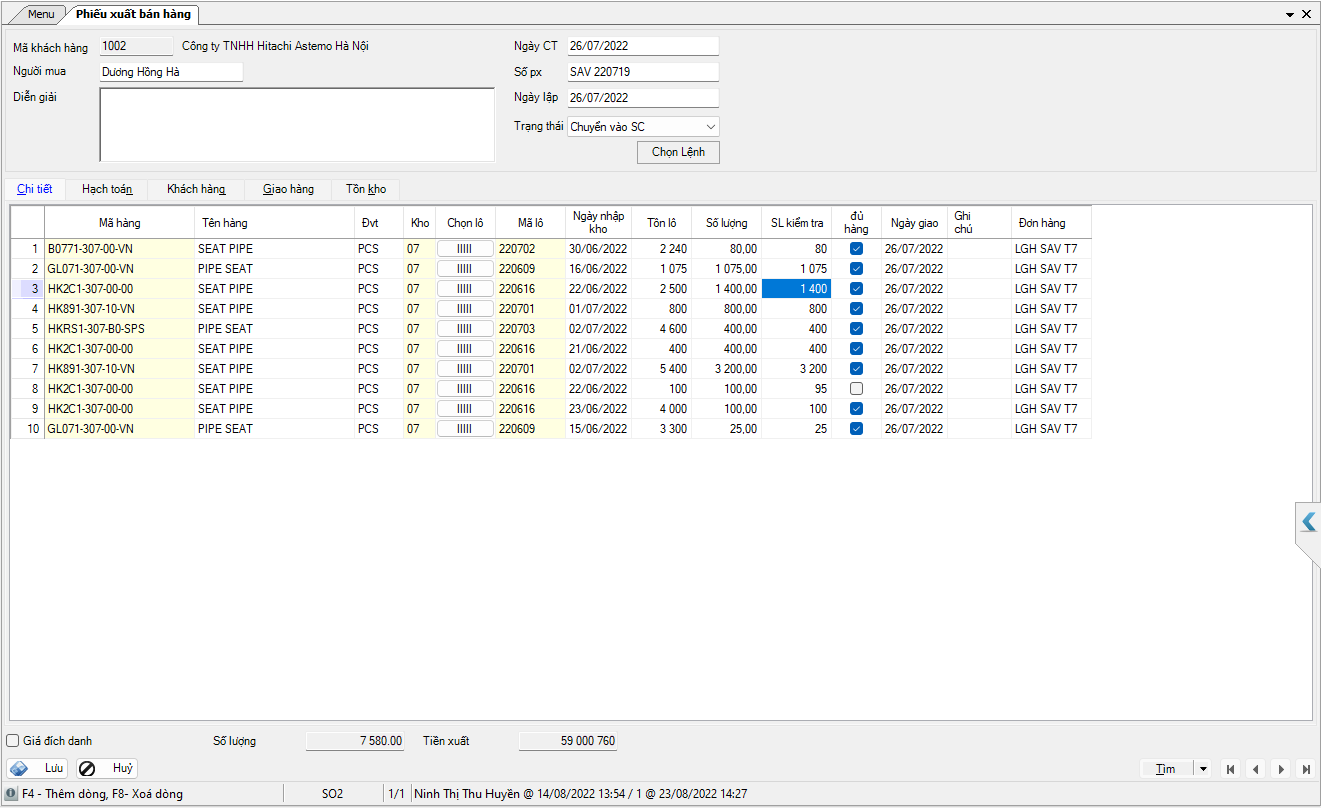 Menu Phiếu xuất bán hàng
Mã khách hàng 1002 Công ty TNHH Hitachi Astemo Hà Nội Ngày CT 26/07/2022
Người mua Dương Hồng Hà Số px SAV 220719
Diễn giải Ngày lập 26/07/2022
Trạng thái Chuyển vào SC
Chọn Lệnh
Chi tiết Hạch toán Khách hàng Giao hàng Tồn kho
Mã hàng Tên hàng Đvt Kho Chọn lô Mã lô Ngày nhập kho Tồn lô Số lượng SL kiểm tra đủ hàng Ngày giao Ghi chú Đơn hàng
1 B0771-307-00-VN SEAT PIPE PCS 07 IIIII 220702 30/06/2022 2 240 80,00 80 26/07/2022 LGH SAV T7
2 GL071-307-00-VN PIPE SEAT PCS 07 IIIII 220609 16/06/2022 1 075 1 075,00 1 075 26/07/2022 LGH SAV T7
3 HK2C1-307-00-00 SEAT PIPE PCS 07 IIIII 220616 22/06/2022 2 500 1 400,00 1 400 26/07/2022 LGH SAV T7
4 HK891-307-10-VN SEAT PIPE PCS 07 IIIII 220701 01/07/2022 800 800,00 800 26/07/2022 LGH SAV T7
5 HKRS1-307-B0-SPS PIPE SEAT PCS 07 IIIII 220703 02/07/2022 4 600 400,00 400 26/07/2022 LGH SAV T7
6 HK2C1-307-00-00 SEAT PIPE PCS 07 IIIII 220616 21/06/2022 400 400,00 400 26/07/2022 LGH SAV T7
7 HK891-307-10-VN SEAT PIPE PCS 07 IIIII 220701 02/07/2022 5 400 3 200,00 3 200 26/07/2022 LGH SAV T7
8 HK2C1-307-00-00 SEAT PIPE PCS 07 IIIII 220616 22/06/2022 100 100,00 95 26/07/2022 LGH SAV T7
9 HK2C1-307-00-00 SEAT PIPE PCS 07 IIIII 220616 23/06/2022 4 000 100,00 100 26/07/2022 LGH SAV T7
10 GL071-307-00-VN PIPE SEAT PCS 07 IIIII 220609 15/06/2022 3 300 25,00 25 26/07/2022 LGH SAV T7
Giá đích danh Số lượng 7 580.00 Tiền xuất 59 000 760
Lưu Huỷ Tìm
F4 - Thêm dòng, F8- Xoá dòng SO2 1/1 Ninh Thị Thu Huyền @ 14/08/2022 13:54 / 1 @ 23/08/2022 14:27